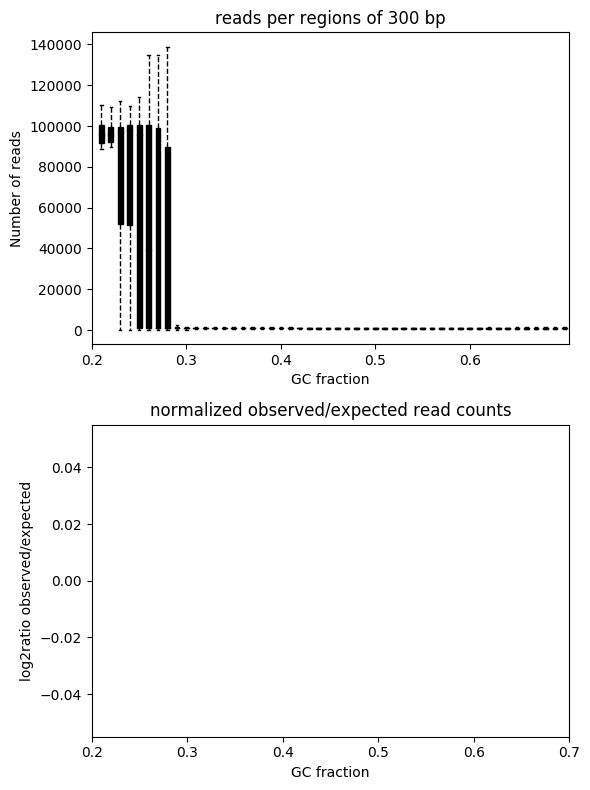 reads per regions of 300 bp
140000
120000
100000
80000
60000
40000
20000
0
Number of reads
0.2 0.3 0.4 0.5 0.6
GC fraction
normalized observed/expected read counts
0.04
0.02
0.00
−0.02
−0.04
log2ratio observed/expected
0.2 0.3 0.4 0.5 0.6 0.7
GC fraction